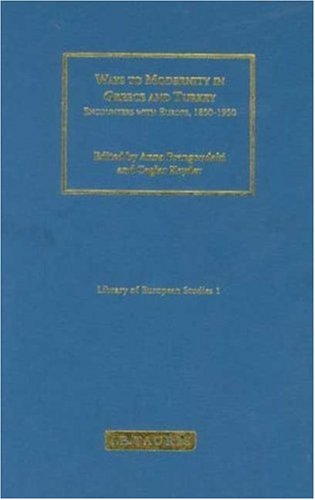 WAYS TO MODERNITY IN
GREECE AND TURKEY
ENCOUNTERS WITH EUROPE, 1850-1950
Edited by Anna Frangoudaki
and Caglar Keyder
Library of European Studies 1
I.B.TAURIS